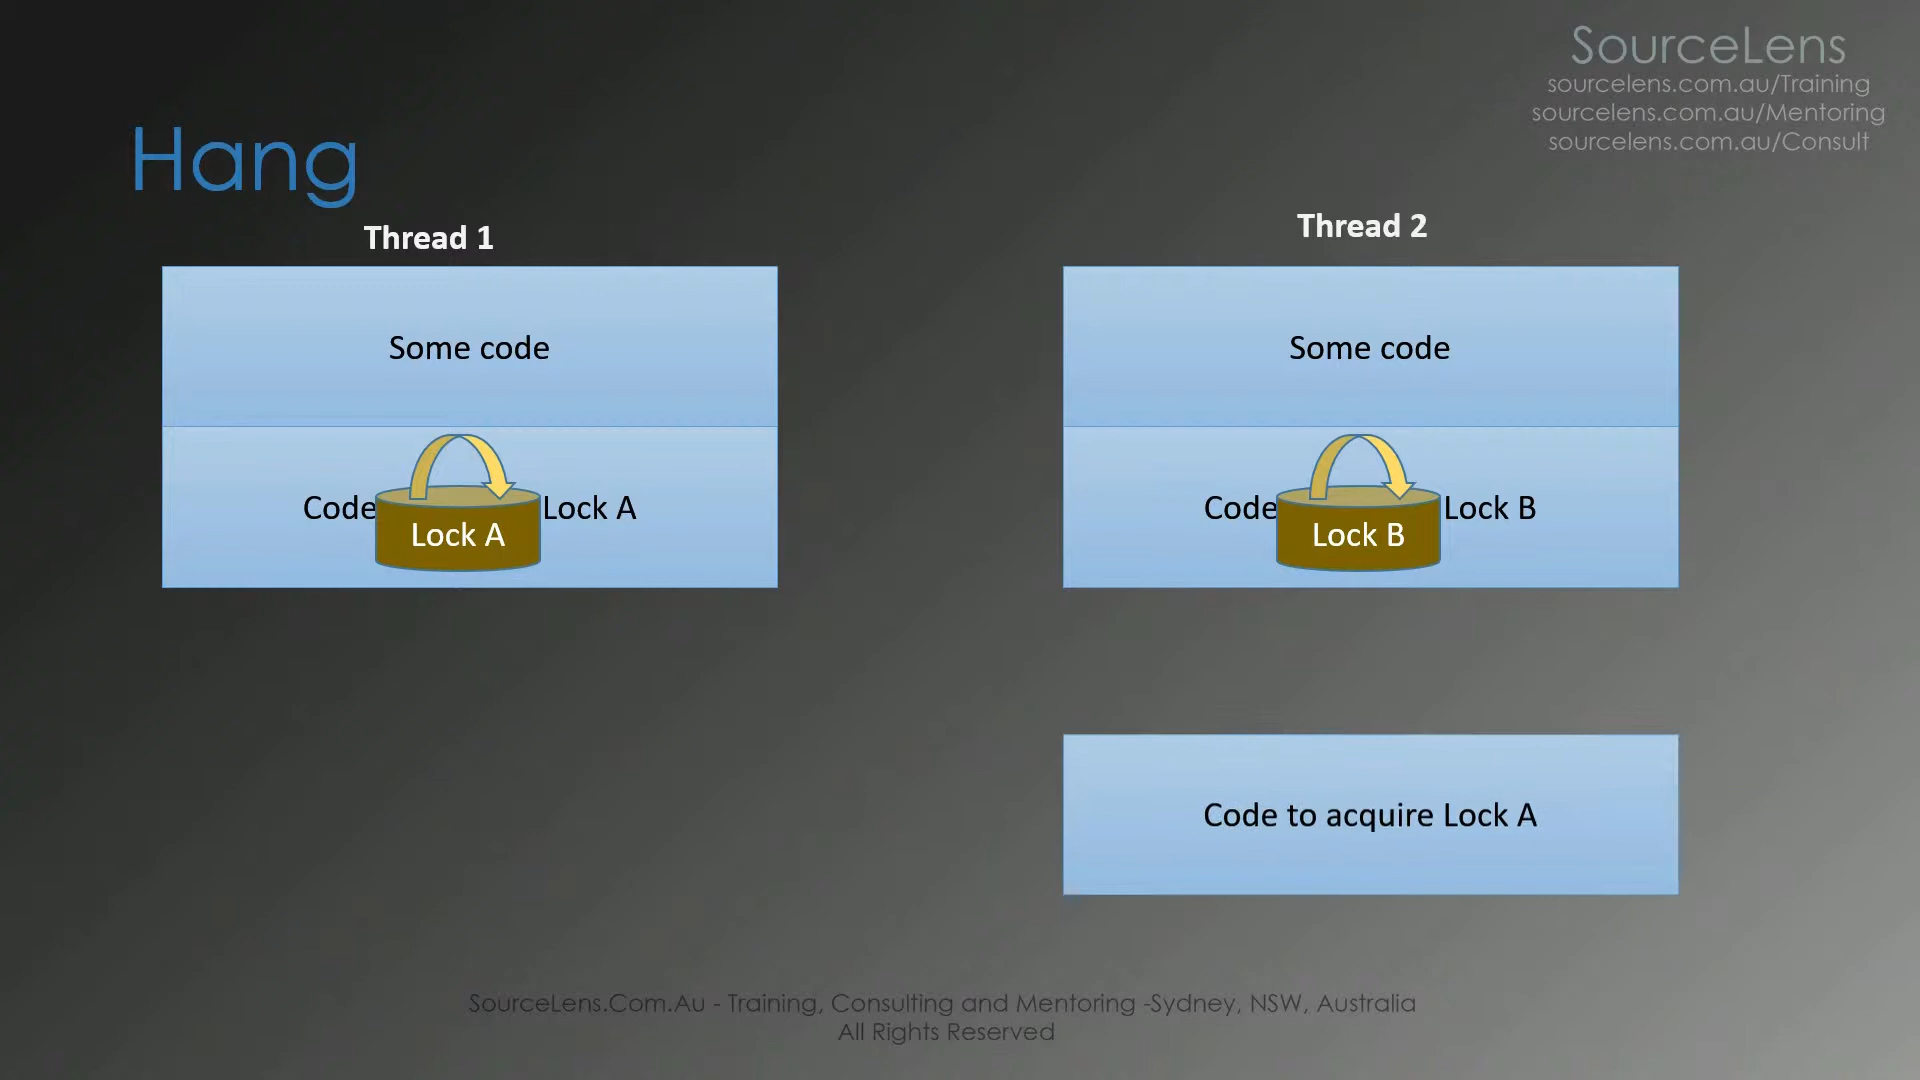 SourceLens
sourcelens.com.au/Training
sourcelens.com.au/Mentoring
sourcelens.com.au/Consult
Hang
Thread 1
Thread 2
Some code
Some code
Code Lock A
Lock A
Code Lock B
Lock B
Code to acquire Lock A
SourceLens.Com.Au - Training, Consulting and Mentoring -Sydney, NSW, Australia
All Rights Reserved